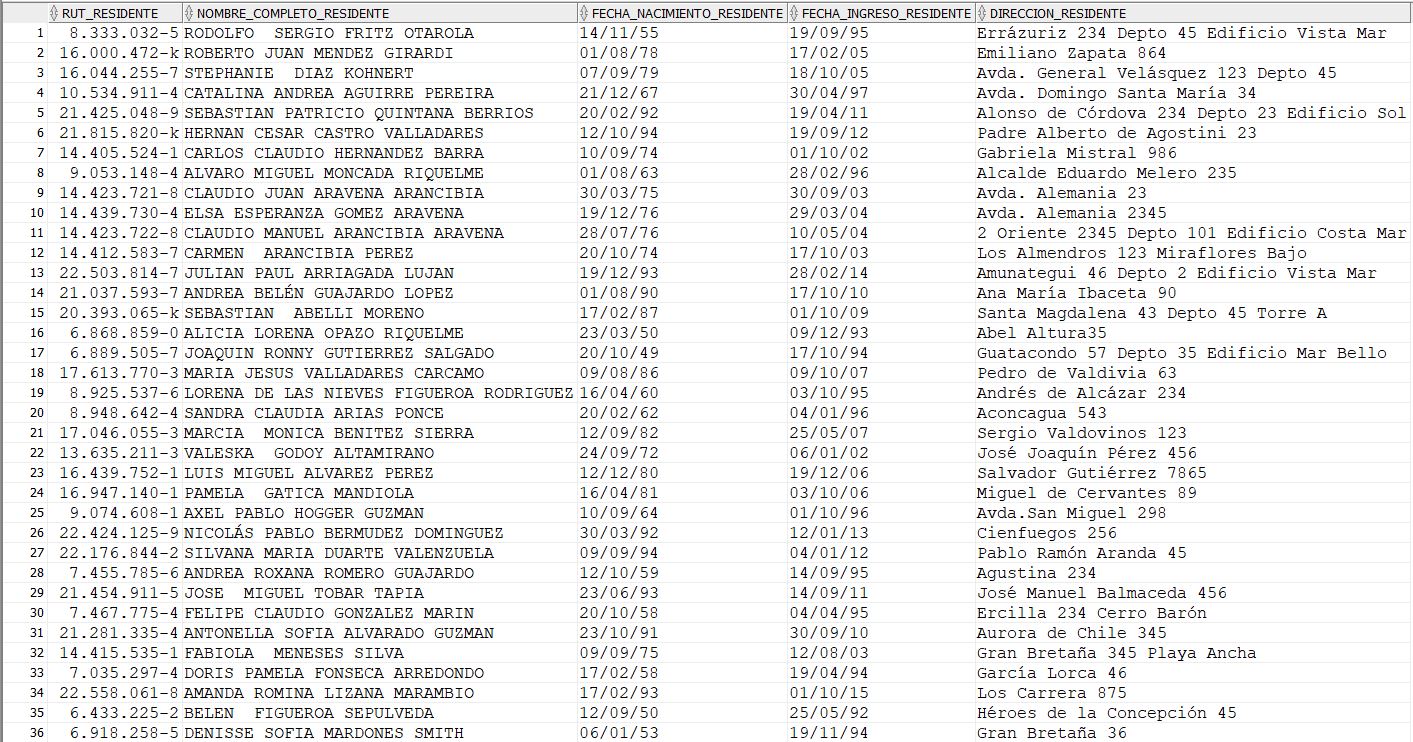 RUT_RESIDENTE NOMBRE_COMPLETO_RESIDENTE FECHA_NACIMIENTO_RESIDENTE FECHA_INGRESO_RESIDENTE DIRECCION_RESIDENTE
1 8.333.032-5 RODOLFO  SERGIO FRITZ OTAROLA 14/11/55 19/09/95 Errázuriz 234 Depto 45 Edificio Vista Mar
2 16.000.472-k ROBERTO JUAN MENDEZ GIRARDI 01/08/78 17/02/05 Emiliano Zapata 864
3 16.044.255-7 STEPHANIE  DIAZ KOHNERT 07/09/79 18/10/05 Avda. General Velásquez 123 Depto 45
4 10.534.911-4 CATALINA ANDREA AGUIRRE PEREIRA 21/12/67 30/04/97 Avda. Domingo Santa María 34
5 21.425.048-9 SEBASTIAN PATRICIO QUINTANA BERRIOS 20/02/92 19/04/11 Alonso de Córdova 234 Depto 23 Edificio Sol
6 21.815.820-k HERNAN CESAR CASTRO VALLADARES 12/10/94 19/09/12 Padre Alberto de Agostini 23
7 14.405.524-1 CARLOS CLAUDIO HERNANDEZ BARRA 10/09/74 01/10/02 Gabriela Mistral 986
8 9.053.148-4 ALVARO MIGUEL MONCADA RIQUELME 01/08/63 28/02/96 Alcalde Eduardo Melero 235
9 14.423.721-8 CLAUDIO JUAN ARAVENA ARANCIBIA 30/03/75 30/09/03 Avda. Alemania 23
10 14.439.730-4 ELSA ESPERANZA GOMEZ ARAVENA 19/12/76 29/03/04 Avda. Alemania 2345
11 14.423.722-8 CLAUDIO MANUEL ARANCIBIA ARAVENA 28/07/76 10/05/04 2 Oriente 2345 Depto 101 Edificio Costa Mar
12 14.412.583-7 CARMEN  ARANCIBIA PEREZ 20/10/74 17/10/03 Los Almendros 123 Miraflores Bajo
13 22.503.814-7 JULIAN PAUL ARRIAGADA LUJAN 19/12/93 28/02/14 Amunategui 46 Depto 2 Edificio Vista Mar
14 21.037.593-7 ANDREA BELÉN GUAJARDO LOPEZ 01/08/90 17/10/10 Ana María Ibaceta 90
15 20.393.065-k SEBASTIAN  ABELLI MORENO 17/02/87 01/10/09 Santa Magdalena 43 Depto 45 Torre A
16 6.868.859-0 ALICIA LORENA OPAZO RIQUELME 23/03/50 09/12/93 Abel Altura35
17 6.889.505-7 JOAQUIN RONNY GUTIERREZ SALGADO 20/10/49 17/10/94 Guatacondo 57 Depto 35 Edificio Mar Bello
18 17.613.770-3 MARIA JESUS VALLADARES CARCAMO 09/08/86 09/10/07 Pedro de Valdivia 63
19 8.925.537-6 LORENA DE LAS NIEVES FIGUEROA RODRIGUEZ 16/04/60 03/10/95 Andrés de Alcázar 234
20 8.948.642-4 SANDRA CLAUDIA ARIAS PONCE 20/02/62 04/01/96 Aconcagua 543
21 17.046.055-3 MARCIA  MONICA BENITEZ SIERRA 12/09/82 25/05/07 Sergio Valdovinos 123
22 13.635.211-3 VALESKA  GODOY ALTAMIRANO 24/09/72 06/01/02 José Joaquín Pérez 456
23 16.439.752-1 LUIS MIGUEL ALVAREZ PEREZ 12/12/80 19/12/06 Salvador Gutiérrez 7865
24 16.947.140-1 PAMELA  GATICA MANDIOLA 16/04/81 03/10/06 Miguel de Cervantes 89
25 9.074.608-1 AXEL PABLO HOGGER GUZMAN 10/09/64 01/10/96 Avda.San Miguel 298
26 22.424.125-9 NICOLÁS PABLO BERMUDEZ DOMINGUEZ 30/03/92 12/01/13 Cienfuegos 256
27 22.176.844-2 SILVANA MARIA DUARTE VALENZUELA 09/09/94 04/01/12 Pablo Ramón Aranda 45
28 7.455.785-6 ANDREA ROXANA ROMERO GUAJARDO 12/10/59 14/09/95 Agustina 234
29 21.454.911-5 JOSE  MIGUEL TOBAR TAPIA 23/06/93 14/09/11 José Manuel Balmaceda 456
30 7.467.775-4 FELIPE CLAUDIO GONZALEZ MARIN 20/10/58 04/04/95 Ercilla 234 Cerro Barón
31 21.281.335-4 ANTONELLA SOFIA ALVARADO GUZMAN 23/10/91 30/09/10 Aurora de Chile 345
32 14.415.535-1 FABIOLA  MENESES SILVA 09/09/75 12/08/03 Gran Bretaña 345 Playa Ancha
33 7.035.297-4 DORIS PAMELA FONSECA ARREDONDO 17/02/58 19/04/94 García Lorca 46
34 22.558.061-8 AMANDA ROMINA LIZANA MARAMBIO 17/02/93 01/10/15 Los Carrera 875
35 6.433.225-2 BELEN  FIGUEROA SEPULVEDA 12/09/50 25/05/92 Héroes de la Concepción 45
36 6.918.258-5 DENISSE SOFIA MARDONES SMITH 06/01/53 19/11/94 Gran Bretaña 36